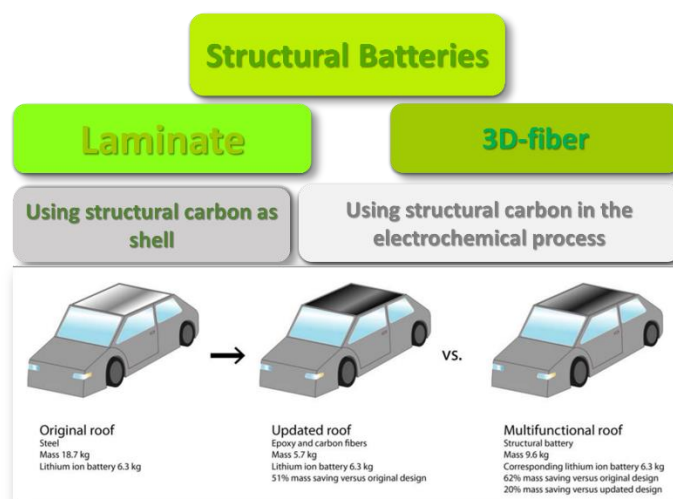 Structural Batteries
Laminate
3D-fiber
Using structural carbon as
shell
Using structural carbon in the
electrochemical process
vs.
Original roof
Steel
Mass 18.7 kg
Lithium ion battery 6.3 kg
Updated roof
Epoxy and carbon fibers
Mass 5.7 kg
Lithium ion battery 6.3 kg
51% mass saving versus original design
Multifunctional roof
Structural battery
Mass 9.6 kg
Corresponding lithium ion battery 6.3 kg
62% mass saving versus original design
20% mass saving versus updated design